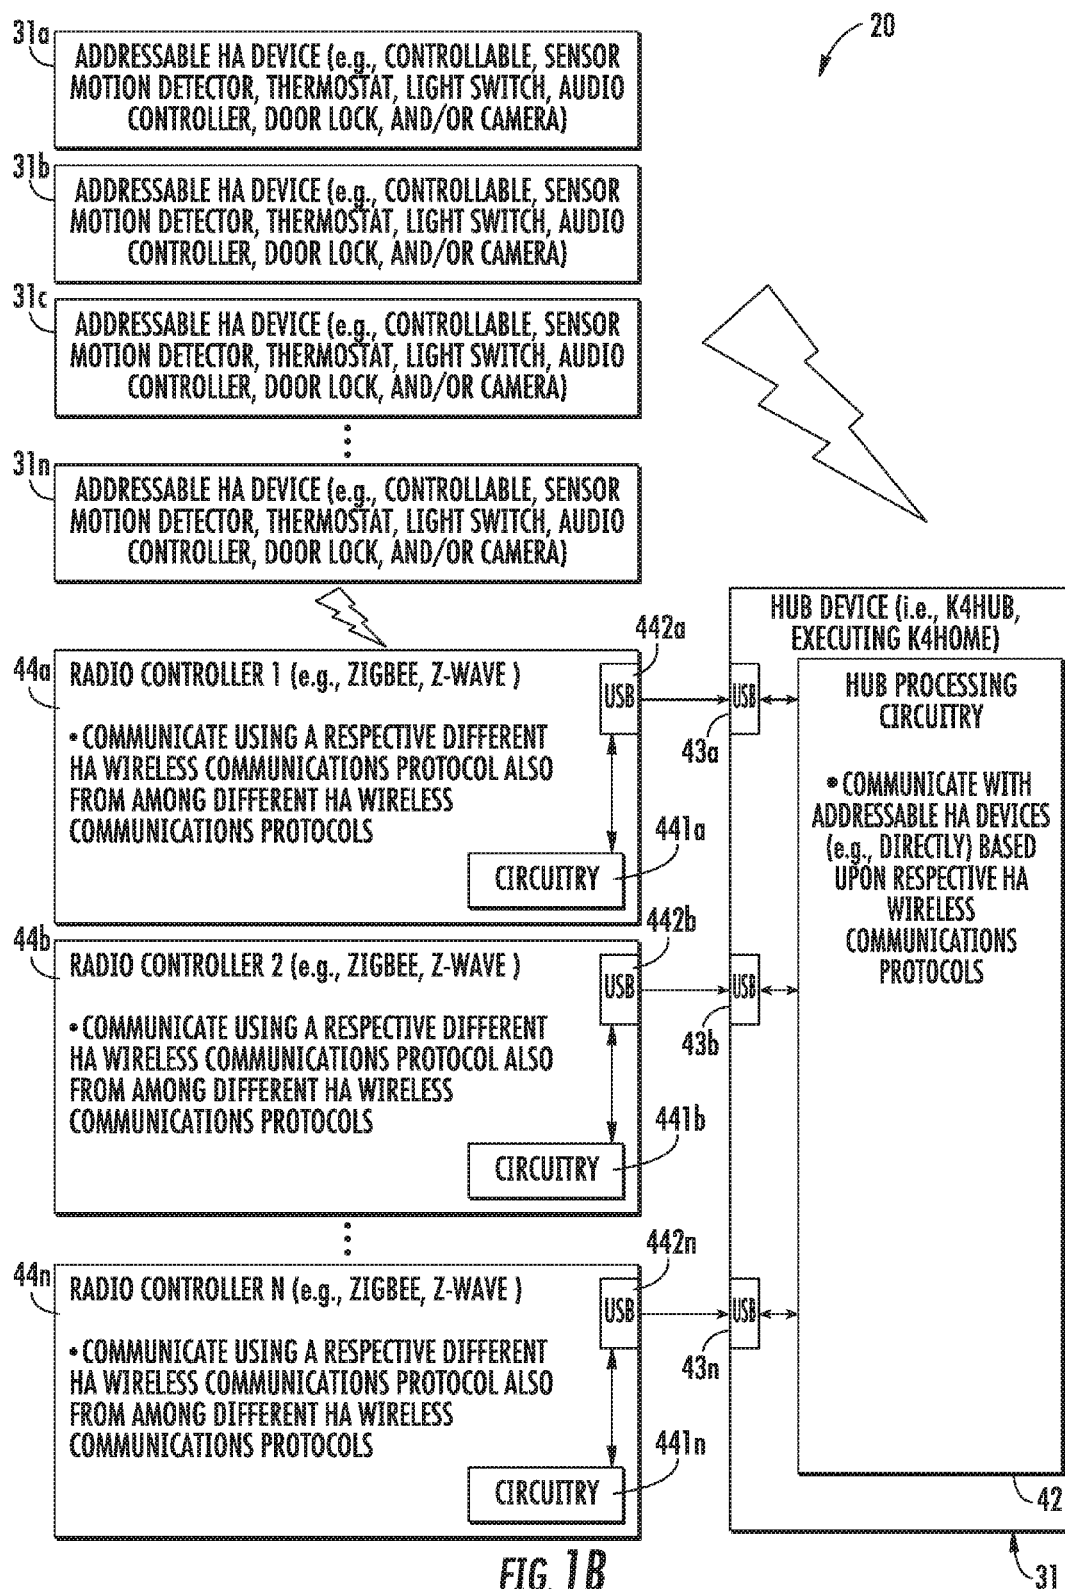 20
31a
ADDRESSABLE HA DEVICE (e.g., CONTROLLABLE, SENSOR
MOTION DETECTOR, THERMOSTAT, LIGHT SWITCH, AUDIO
CONTROLLER, DOOR LOCK, AND/OR CAMERA)
31b
ADDRESSABLE HA DEVICE (e.g., CONTROLLABLE, SENSOR
MOTION DETECTOR, THERMOSTAT, LIGHT SWITCH, AUDIO
CONTROLLER, DOOR LOCK, AND/OR CAMERA)
31c
ADDRESSABLE HA DEVICE (e.g., CONTROLLABLE, SENSOR
MOTION DETECTOR, THERMOSTAT, LIGHT SWITCH, AUDIO
CONTROLLER, DOOR LOCK, AND/OR CAMERA)
31n
ADDRESSABLE HA DEVICE (e.g., CONTROLLABLE, SENSOR
MOTION DETECTOR, THERMOSTAT, LIGHT SWITCH, AUDIO
CONTROLLER, DOOR LOCK, AND/OR CAMERA)
44a
RADIO CONTROLLER 1 (e.g., ZIGBEE, Z-WAVE )
• COMMUNICATE USING A RESPECTIVE DIFFERENT
HA WIRELESS COMMUNICATIONS PROTOCOL ALSO
FROM AMONG DIFFERENT HA WIRELESS
COMMUNICATIONS PROTOCOLS
442a
USB
441a
CIRCUITRY
44b
RADIO CONTROLLER 2 (e.g., ZIGBEE, Z-WAVE )
• COMMUNICATE USING A RESPECTIVE DIFFERENT
HA WIRELESS COMMUNICATIONS PROTOCOL ALSO
FROM AMONG DIFFERENT HA WIRELESS
COMMUNICATIONS PROTOCOLS
442b
USB
441b
CIRCUITRY
44n
RADIO CONTROLLER N (e.g., ZIGBEE, Z-WAVE )
• COMMUNICATE USING A RESPECTIVE DIFFERENT
HA WIRELESS COMMUNICATIONS PROTOCOL ALSO
FROM AMONG DIFFERENT HA WIRELESS
COMMUNICATIONS PROTOCOLS
442n
USB
441n
CIRCUITRY
HUB DEVICE (i.e., K4HUB,
EXECUTING K4HOME)
USB
43a
USB
43b
USB
43n
HUB PROCESSING
CIRCUITRY
• COMMUNICATE WITH
ADDRESSABLE HA DEVICES
(e.g., DIRECTLY) BASED
UPON RESPECTIVE HA
WIRELESS
COMMUNICATIONS
PROTOCOLS
42
31
FIG. 1B